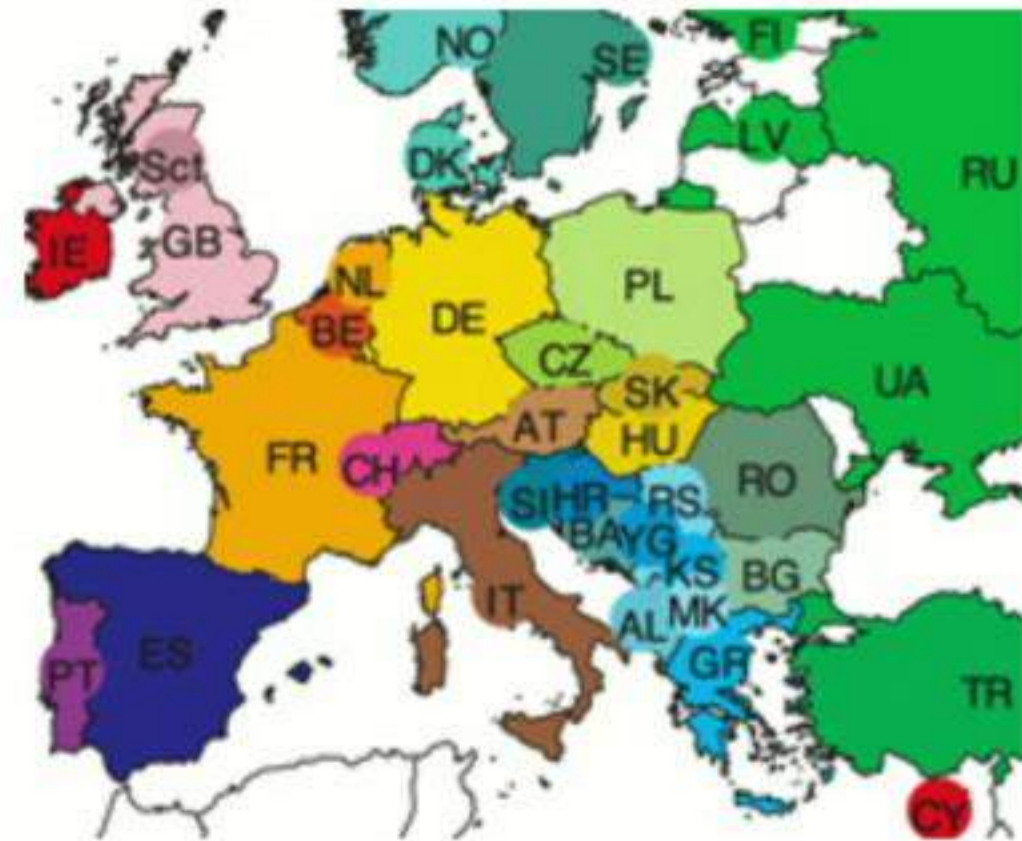 NO
SE
FI
LV
RU
Sct
DK
IE
GB
NL
BE
DE
PL
CZ
SK
UA
AT
HU
FR
CH
SI
HR
RS
RO
BA
YG
KS
BG
IT
AL
MK
PT
ES
GR
TR
CY